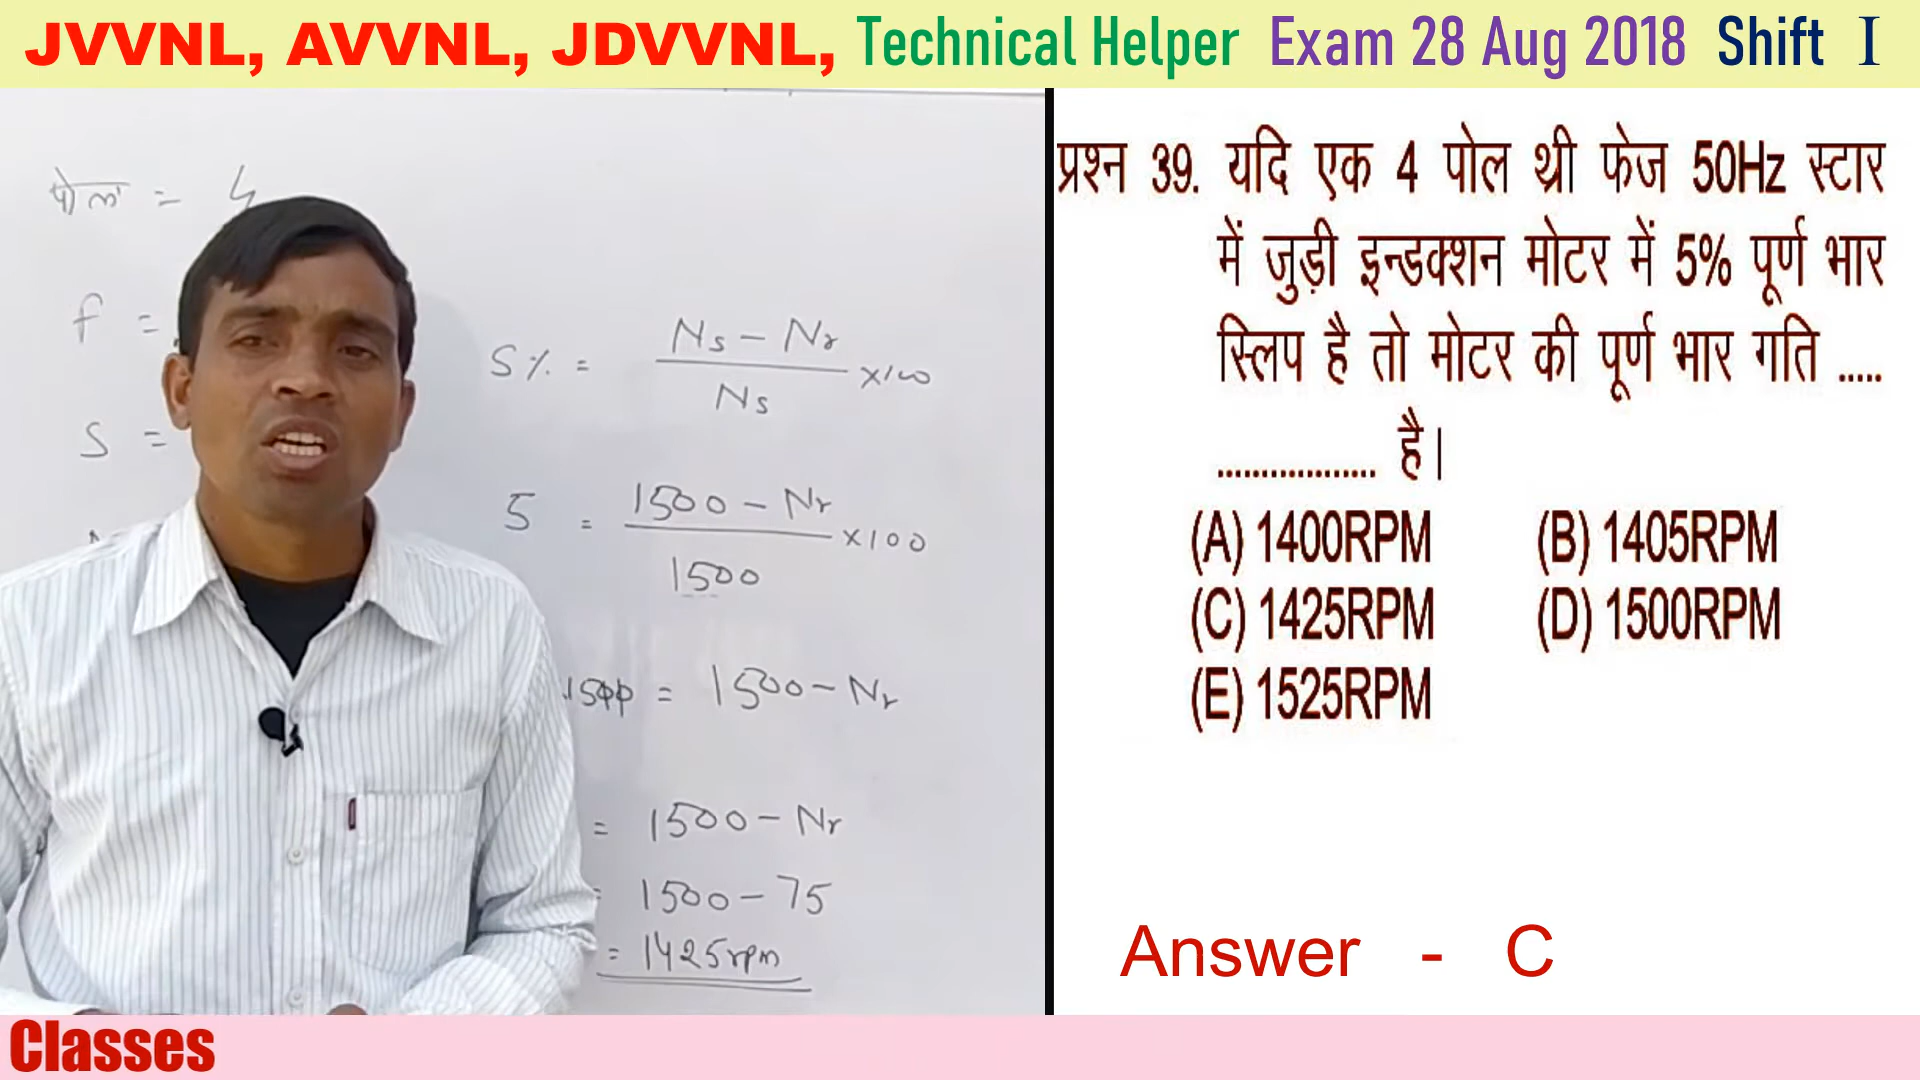 JVVNL, AVVNL, JDVVNL, Technical Helper Exam 28 Aug 2018 Shift I
पोल = 4
f =
S =
S% = Ns - Nr / Ns ×100
5 = 1500 - Nr / 1500 ×100
1500 = 1500 - Nr
= 1500 - Nr
= 1500 - 75
= 1425rpm
प्रश्न 39. यदि एक 4 पोल थ्री फेज 50Hz स्टार
में जुड़ी इन्डक्शन मोटर में 5% पूर्ण भार
स्लिप है तो मोटर की पूर्ण भार गति .....
.................. है।
(A) 1400RPM (B) 1405RPM
(C) 1425RPM (D) 1500RPM
(E) 1525RPM
Answer - C
Classes